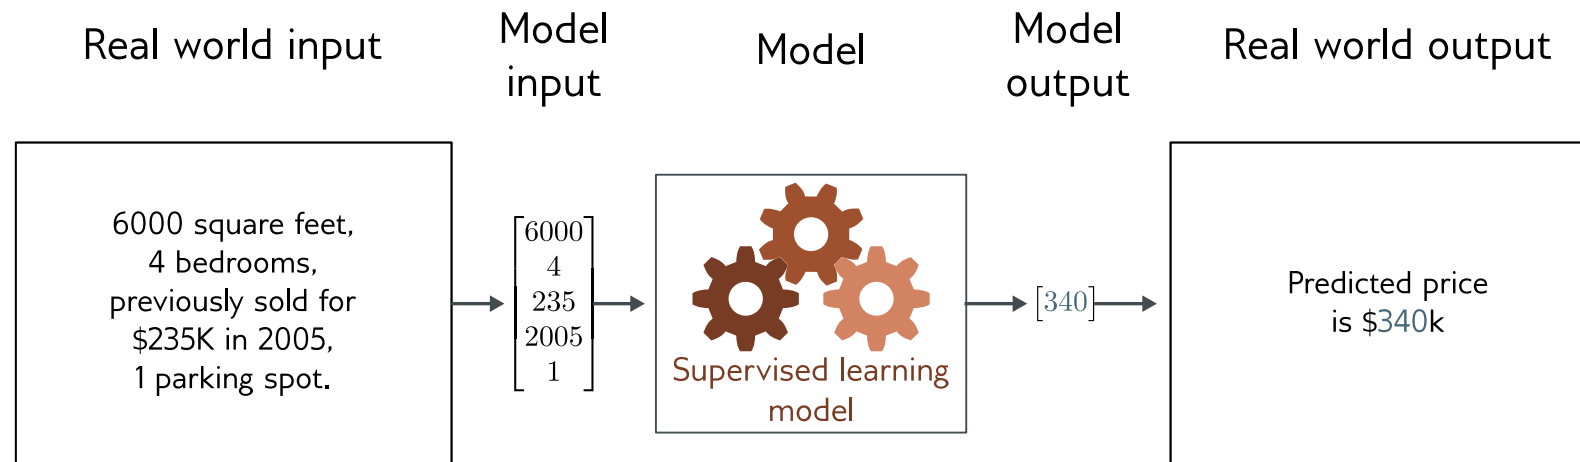 Real world input
Model
input
Model
Model
output
Real world output
6000 square feet,
4 bedrooms,
previously sold for
$235K in 2005,
1 parking spot.
6000
4
235
2005
1
Supervised learning
model
[340]
Predicted price
is $340k